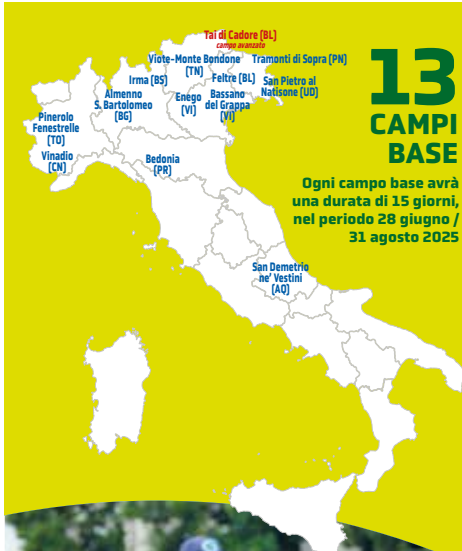 Tai di Cadore (BL)
campo avanzato
Viote-Monte Bondone
(TN)
Tramonti di Sopra (PN)
Irma (BS)
Feltre (BL)
San Pietro al
Natisone (UD)
Almenno
S. Bartolomeo
(BG)
Enego
(VI)
Bassano
del Grappa
(VI)
Pinerolo
Fenestrelle
(TO)
Vinadio
(CN)
Bedonia
(PR)
San Demetrio
ne' Vestini
(AQ)
13
CAMPI
BASE
Ogni campo base avrà
una durata di 15 giorni,
nel periodo 28 giugno /
31 agosto 2025